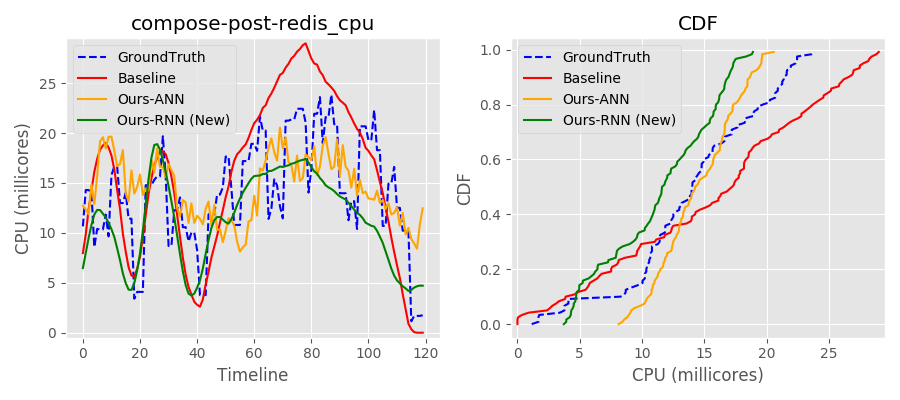 compose-post-redis_cpu
GroundTruth
Baseline
Ours-ANN
Ours-RNN (New)
CPU (millicores)
25
20
15
10
5
0
0
20
40
60
80
100
120
Timeline
CDF
GroundTruth
Baseline
Ours-ANN
Ours-RNN (New)
CDF
1.0
0.8
0.6
0.4
0.2
0.0
0
5
10
15
20
25
CPU (millicores)